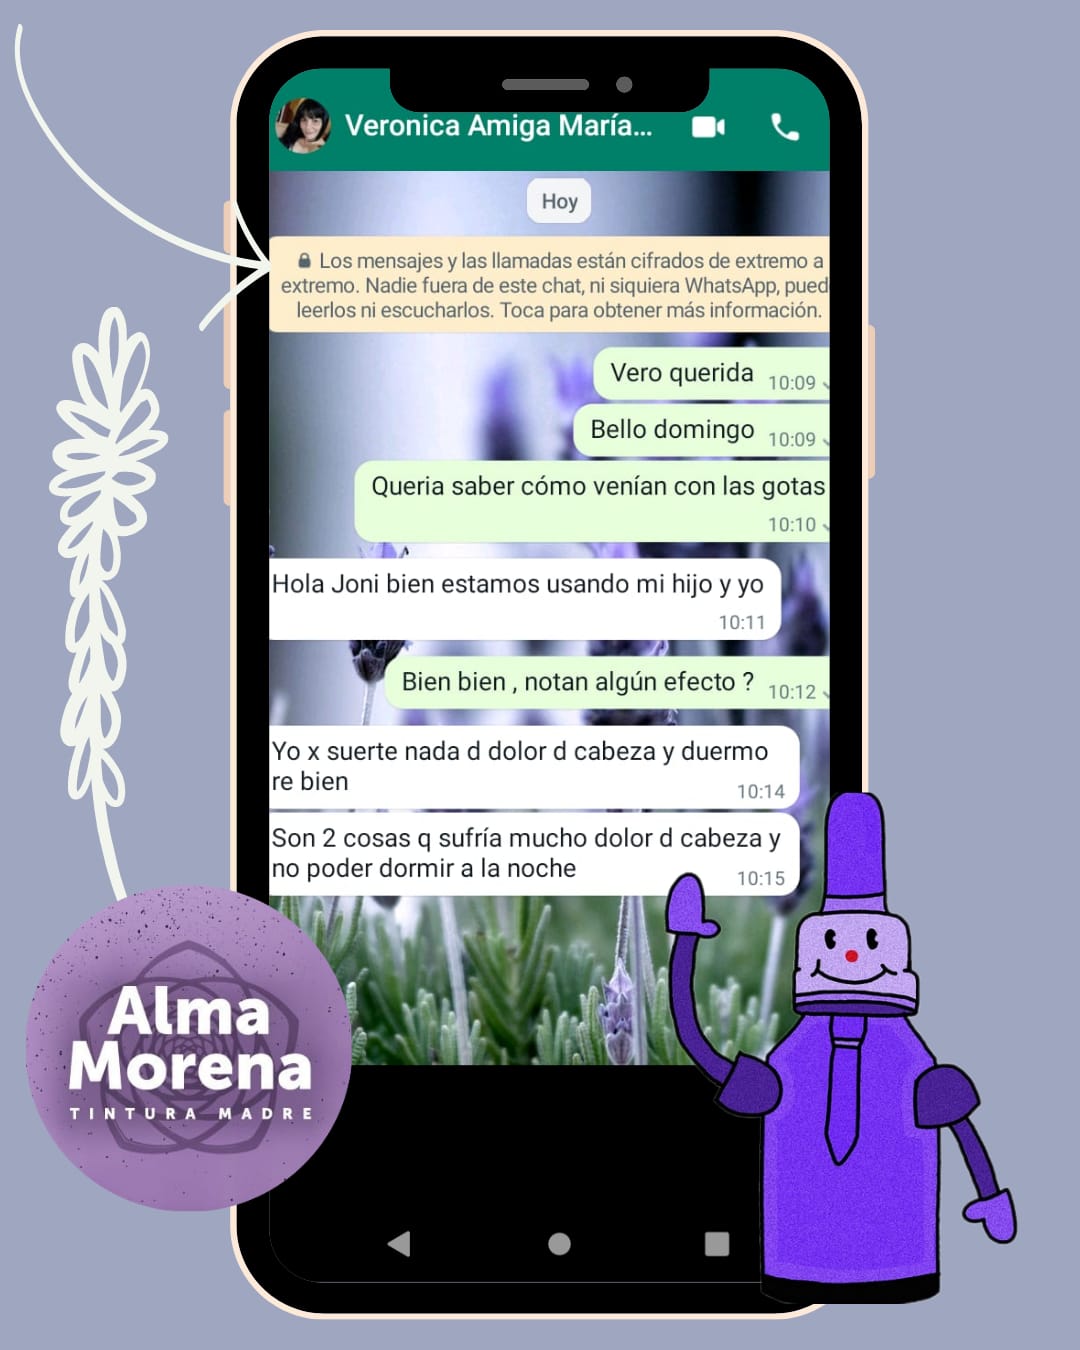 Veronica Amiga María...
Hoy
Los mensajes y las llamadas están cifrados de extremo a
extremo. Nadie fuera de este chat, ni siquiera WhatsApp, pued
leerlos ni escucharlos. Toca para obtener más información.
Vero querida 10:09
Bello domingo 10:09
Queria saber cómo venían con las gotas
10:10
Hola Joni bien estamos usando mi hijo y yo
10:11
Bien bien , notan algún efecto ? 10:12
Yo x suerte nada d dolor d cabeza y duermo
re bien 10:14
Son 2 cosas q sufría mucho dolor d cabeza y
no poder dormir a la noche 10:15
Alma
Morena
TINTURA MADRE